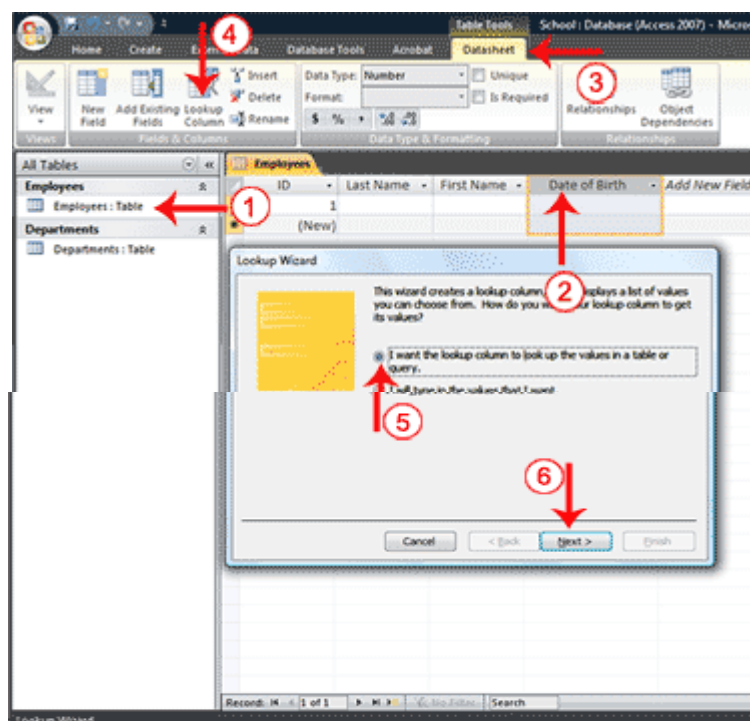 Table Tools School : Database (Access 2007) - Micro
4
Home Create Data Database Tools Acrobat Datasheet
View
New Field
Add Existing Fields
Lookup Column
Insert
Delete
Rename
Data Type: Number
Format:
$ % ,
Unique
Is Required
3
Relationships
Object Dependencies
Views Fields & Columns Data Type & Formatting Relationships
All Tables
Employees
Employees : Table
1
Departments
Departments : Table
Employees
ID Last Name First Name Date of Birth Add New Field
1
(New)
2
Lookup Wizard
This wizard creates a lookup column, displays a list of values
you can choose from. How do you lookup column to get
its values?
I want the lookup column to look up the values in a table or
query.
I will type in the values that I want
5
6
Cancel < Back Next > Finish
Record: 1 of 1 No Filter Search
Lookup Wizard